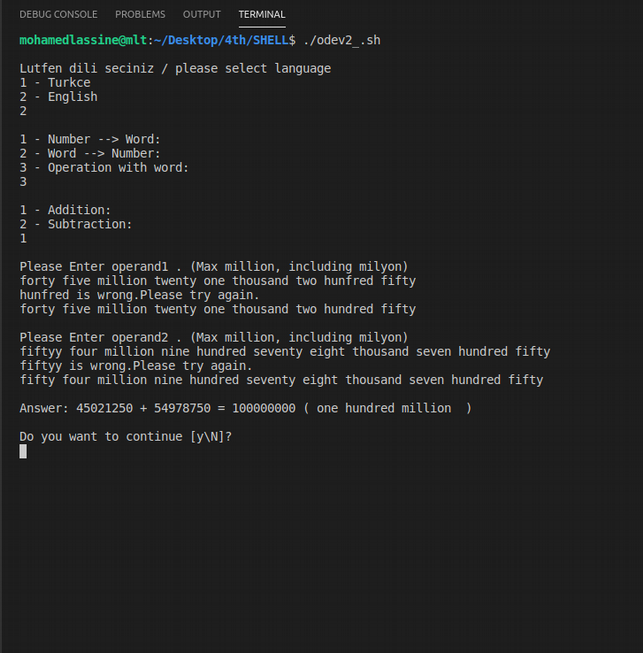 DEBUG CONSOLE PROBLEMS OUTPUT TERMINAL
mohamedlassine@mlt:~/Desktop/4th/SHELL$ ./odev2_.sh
Lutfen dili seciniz / please select language
1 - Turkce
2 - English
2
1 - Number --> Word:
2 - Word --> Number:
3 - Operation with word:
3
1 - Addition:
2 - Subtraction:
1
Please Enter operand1 . (Max million, including milyon)
forty five million twenty one thousand two hunfred fifty
hunfred is wrong.Please try again.
forty five million twenty one thousand two hundred fifty
Please Enter operand2 . (Max million, including milyon)
fiftyy four million nine hundred seventy eight thousand seven hundred fifty
fiftyy is wrong.Please try again.
fifty four million nine hundred seventy eight thousand seven hundred fifty
Answer: 45021250 + 54978750 = 100000000 ( one hundred million  )
Do you want to continue [y\N]?